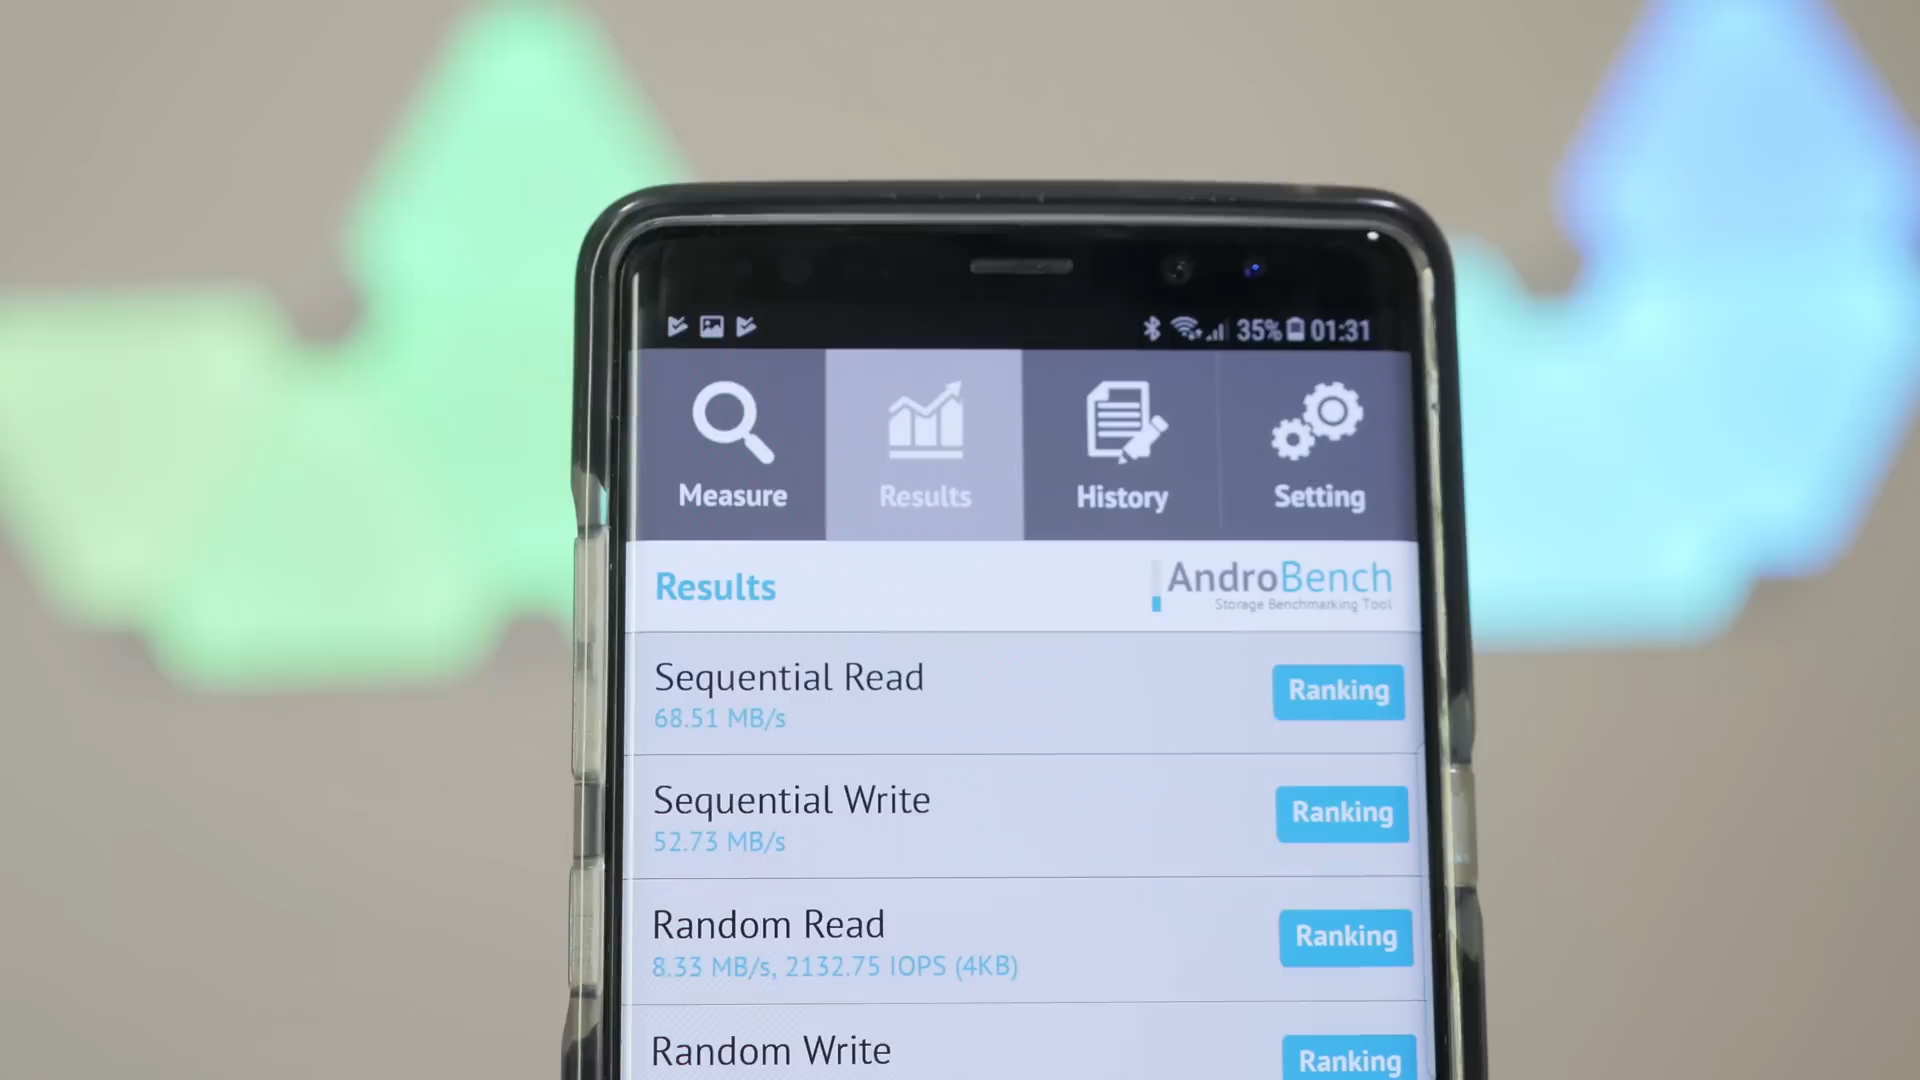 35% 01:31
Measure Results History Setting
Results AndroBench
Storage Benchmarking Tool
Sequential Read
68.51 MB/s
Ranking
Sequential Write
52.73 MB/s
Ranking
Random Read
8.33 MB/s, 2132.75 IOPS (4KB)
Ranking
Random Write
Ranking